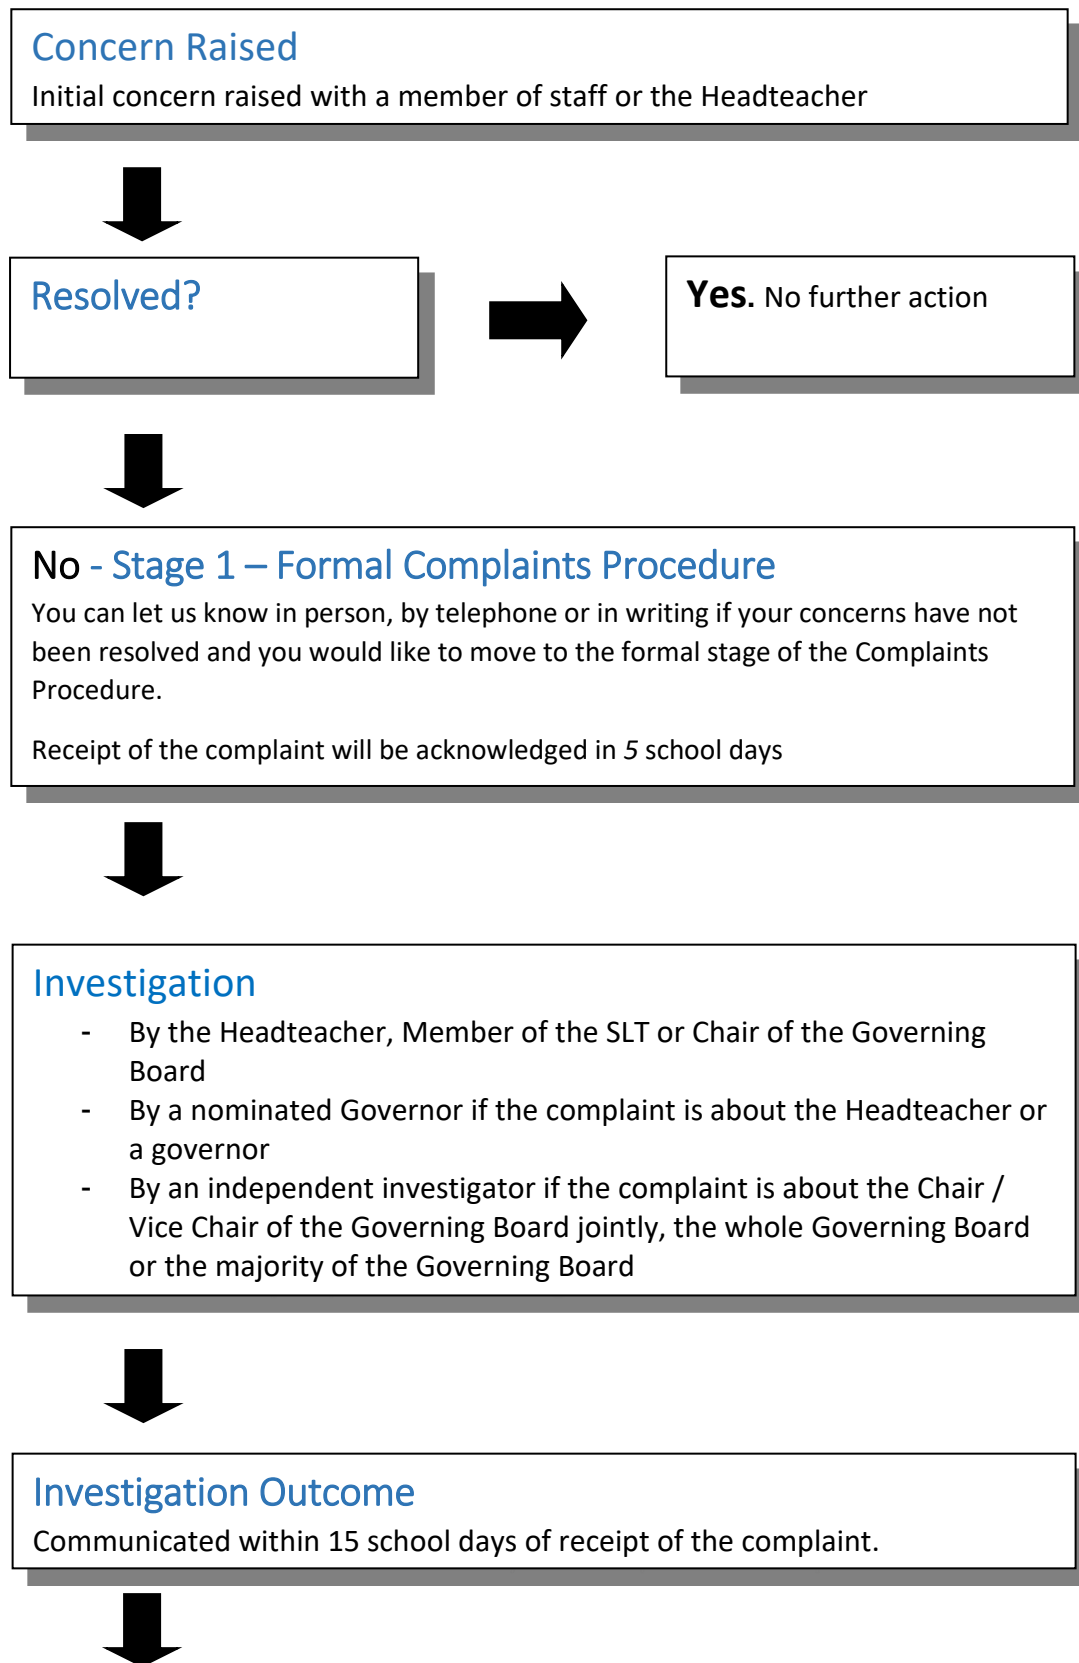 Concern Raised
Initial concern raised with a member of staff or the Headteacher
Resolved?
Yes. No further action
No - Stage 1 – Formal Complaints Procedure
You can let us know in person, by telephone or in writing if your concerns have not
been resolved and you would like to move to the formal stage of the Complaints
Procedure.
Receipt of the complaint will be acknowledged in 5 school days
Investigation
- By the Headteacher, Member of the SLT or Chair of the Governing
Board
- By a nominated Governor if the complaint is about the Headteacher or
a governor
- By an independent investigator if the complaint is about the Chair /
Vice Chair of the Governing Board jointly, the whole Governing Board
or the majority of the Governing Board
Investigation Outcome
Communicated within 15 school days of receipt of the complaint.